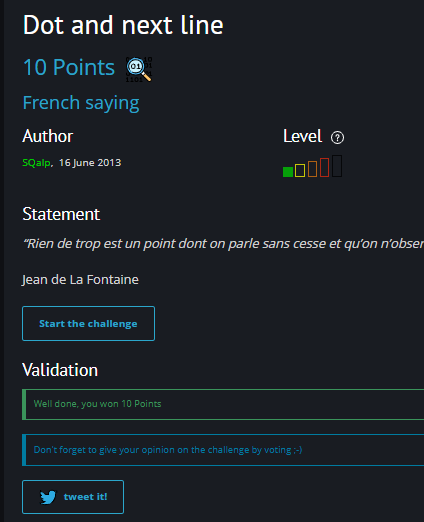 Dot and next line
10 Points
French saying
Author
Level ?
SQalp, 16 June 2013
Statement
“Rien de trop est un point dont on parle sans cesse et qu’on n’obser
Jean de La Fontaine
Start the challenge
Validation
Well done, you won 10 Points
Don't forget to give your opinion on the challenge by voting ;-)
tweet it!